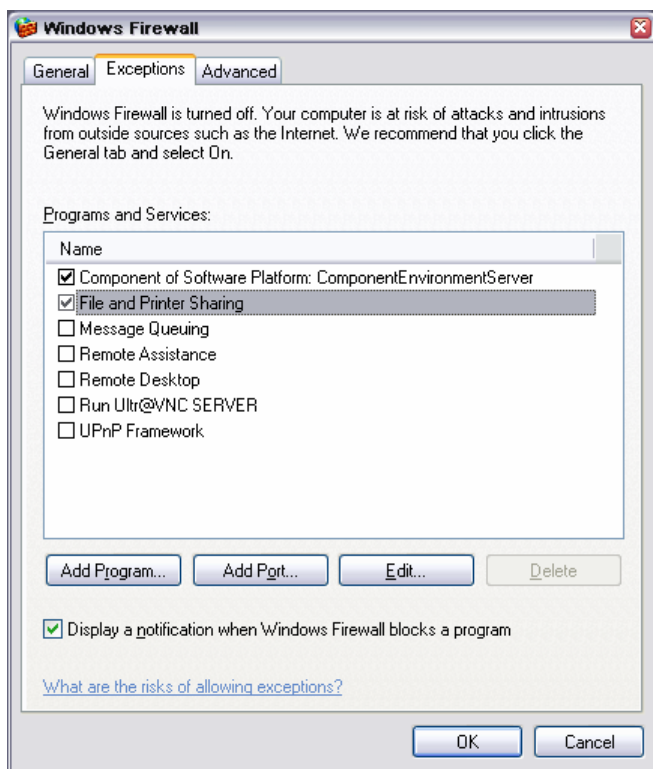 Windows Firewall
General
Exceptions
Advanced
Windows Firewall is turned off. Your computer is at risk of attacks and intrusions
from outside sources such as the Internet. We recommend that you click the
General tab and select On.
Programs and Services:
Name
Component of Software Platform: ComponentEnvironmentServer
File and Printer Sharing
Message Queuing
Remote Assistance
Remote Desktop
Run Ultr@VNC SERVER
UPnP Framework
Add Program...
Add Port...
Edit...
Delete
Display a notification when Windows Firewall blocks a program
What are the risks of allowing exceptions?
OK
Cancel